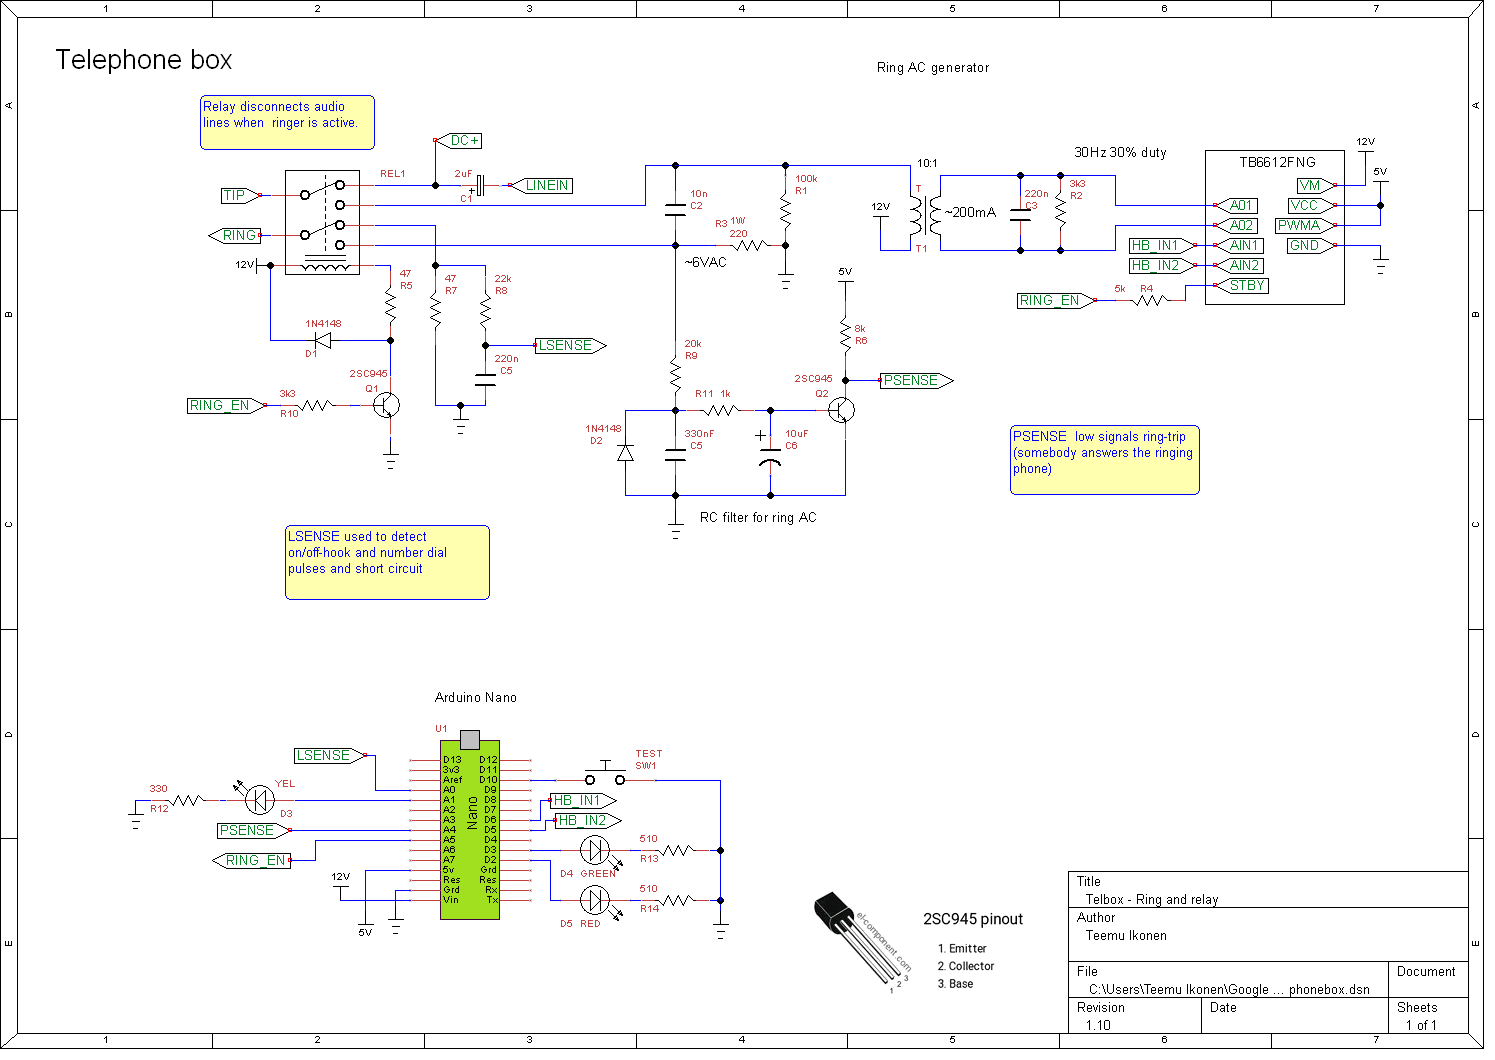 1 2 3 4 5 6 7
Telephone box
Ring AC generator
Relay disconnects audio
lines when ringer is active.
DC+
REL1
2uF
C1
LINEIN
TIP
RING
12V
47
R5
1N4148
D1
2SC945
Q1
RING_EN
3k3
R10
47
R7
22k
R8
LSENSE
220n
C5
10n
C2
100k
R1
R3 1W
220
~6VAC
10:1
T
12V
T1
~200mA
220n
C3
3k3
R2
30Hz 30% duty
TB6612FNG
12V
5V
VM
VCC
PWMA
GND
A01
A02
AIN1
AIN2
STBY
HB_IN1
HB_IN2
RING_EN
5k R4
5V
8k
R6
20k
R9
2SC945
Q2
PSENSE
R11 1k
1N4148
D2
330nF
C5
10uF
C6
RC filter for ring AC
PSENSE low signals ring-trip
(somebody answers the ringing
phone)
LSENSE used to detect
on/off-hook and number dial
pulses and short circuit
Arduino Nano
U1
Nano
D13 D12
3v3 D11
Aref D10
A0 D9
A1 D8
A2 D7
A3 D6
A4 D5
A5 D4
A6 D3
A7 D2
5v Grd
Res Res
Grd Rx
Vin Tx
LSENSE
330
R12
YEL
D3
PSENSE
RING_EN
12V
5V
TEST
SW1
HB_IN1
HB_IN2
510
R13
D4 GREEN
510
R14
D5 RED
el-component.com
1 2 3
2SC945 pinout
1. Emitter
2. Collector
3. Base
Title
Telbox - Ring and relay
Author
Teemu Ikonen
File
C:\Users\Teemu Ikonen\Google ... phonebox.dsn
Document
Revision
1.10
Date
Sheets
1 of 1
A
B
C
D
E
A
B
C
D
E
1 2 3 4 5 6 7